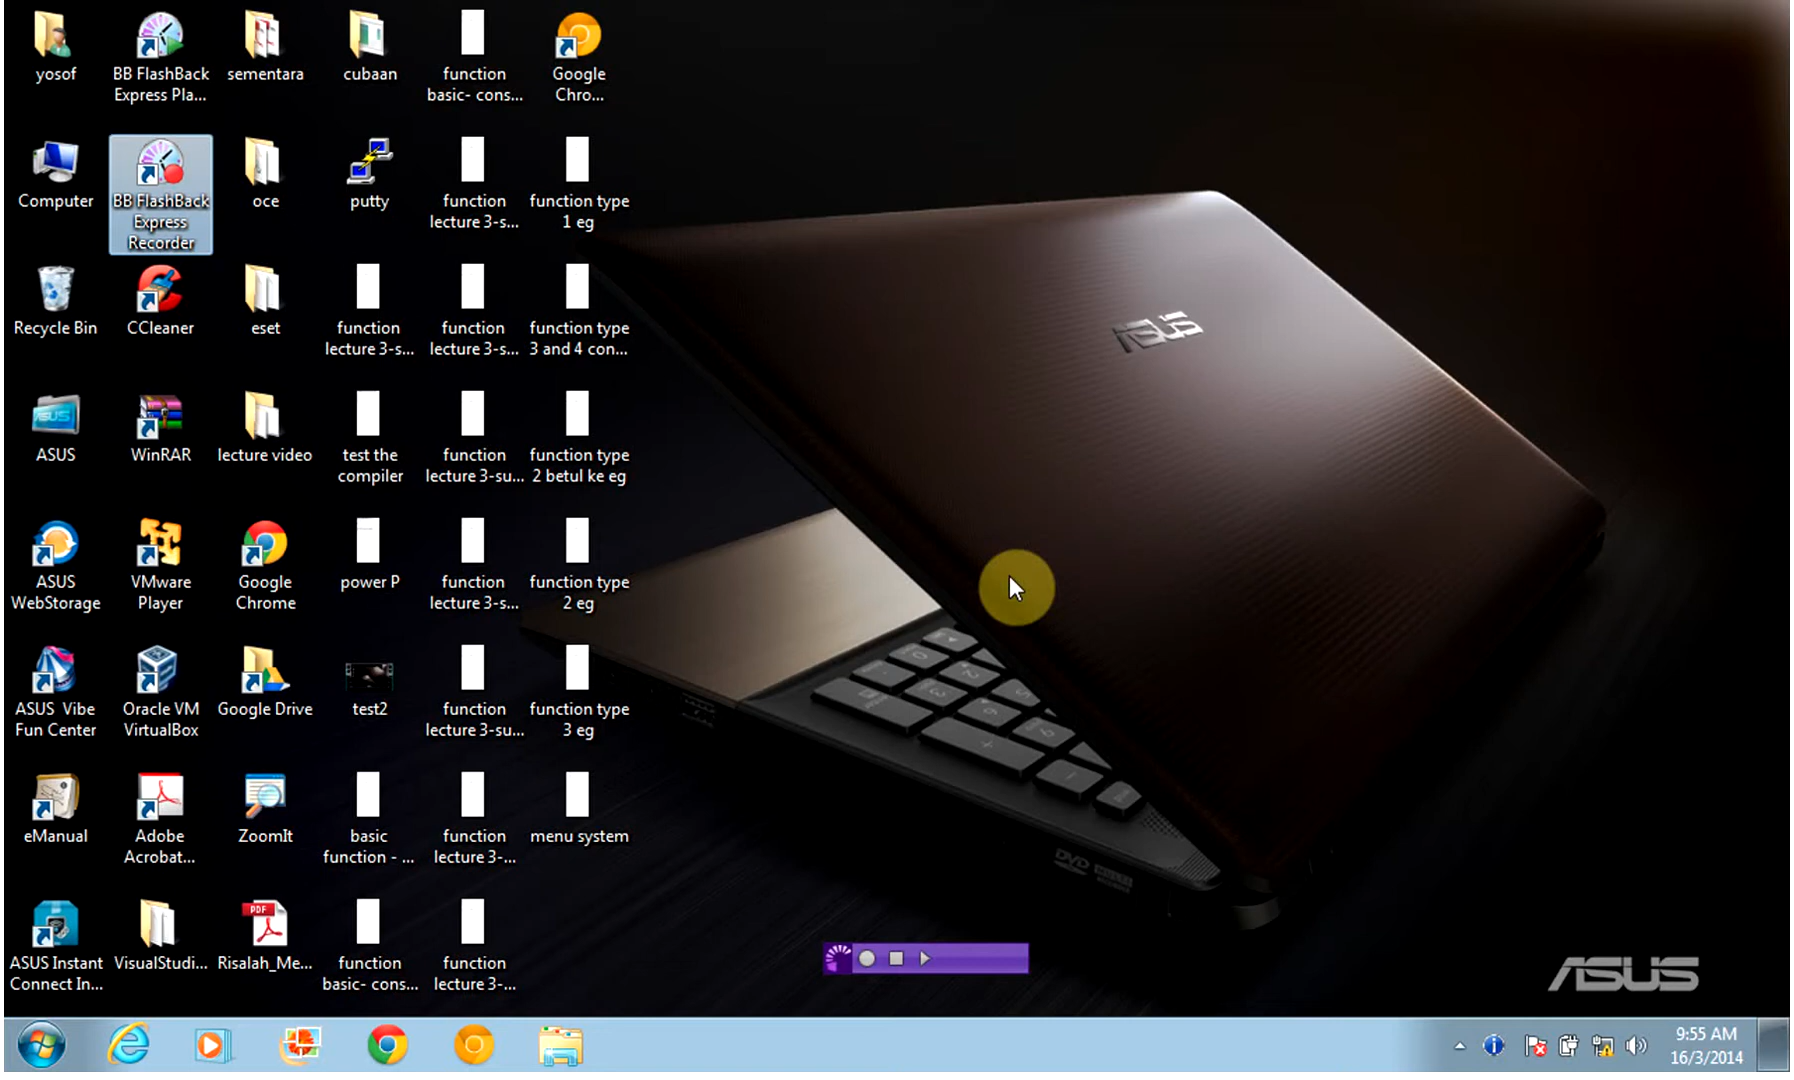 yosof
BB FlashBack
Express Pla...
sementara
cubaan
function
basic- cons...
Google
Chro...
Computer
BB FlashBack
Express
Recorder
oce
putty
function
lecture 3-s...
function type
1 eg
Recycle Bin
CCleaner
eset
function
lecture 3-s...
function
lecture 3-s...
function type
3 and 4 con...
ASUS
ASUS
WinRAR
lecture video
test the
compiler
function
lecture 3-su...
function type
2 betul ke eg
ASUS
ASUS
WebStorage
VMware
Player
Google
Chrome
power P
function
lecture 3-s...
function type
2 eg
ASUS Vibe
Fun Center
Oracle VM
VirtualBox
Google Drive
test2
function
lecture 3-su...
function type
3 eg
eManual
Adobe
Acrobat...
ZoomIt
basic
function - ...
function
lecture 3-...
menu system
DVD
PDF
ASUS Instant
Connect In...
VisualStudi...
Risalah_Me...
function
basic- cons...
function
lecture 3-...
ASUS
9:55 AM
16/3/2014